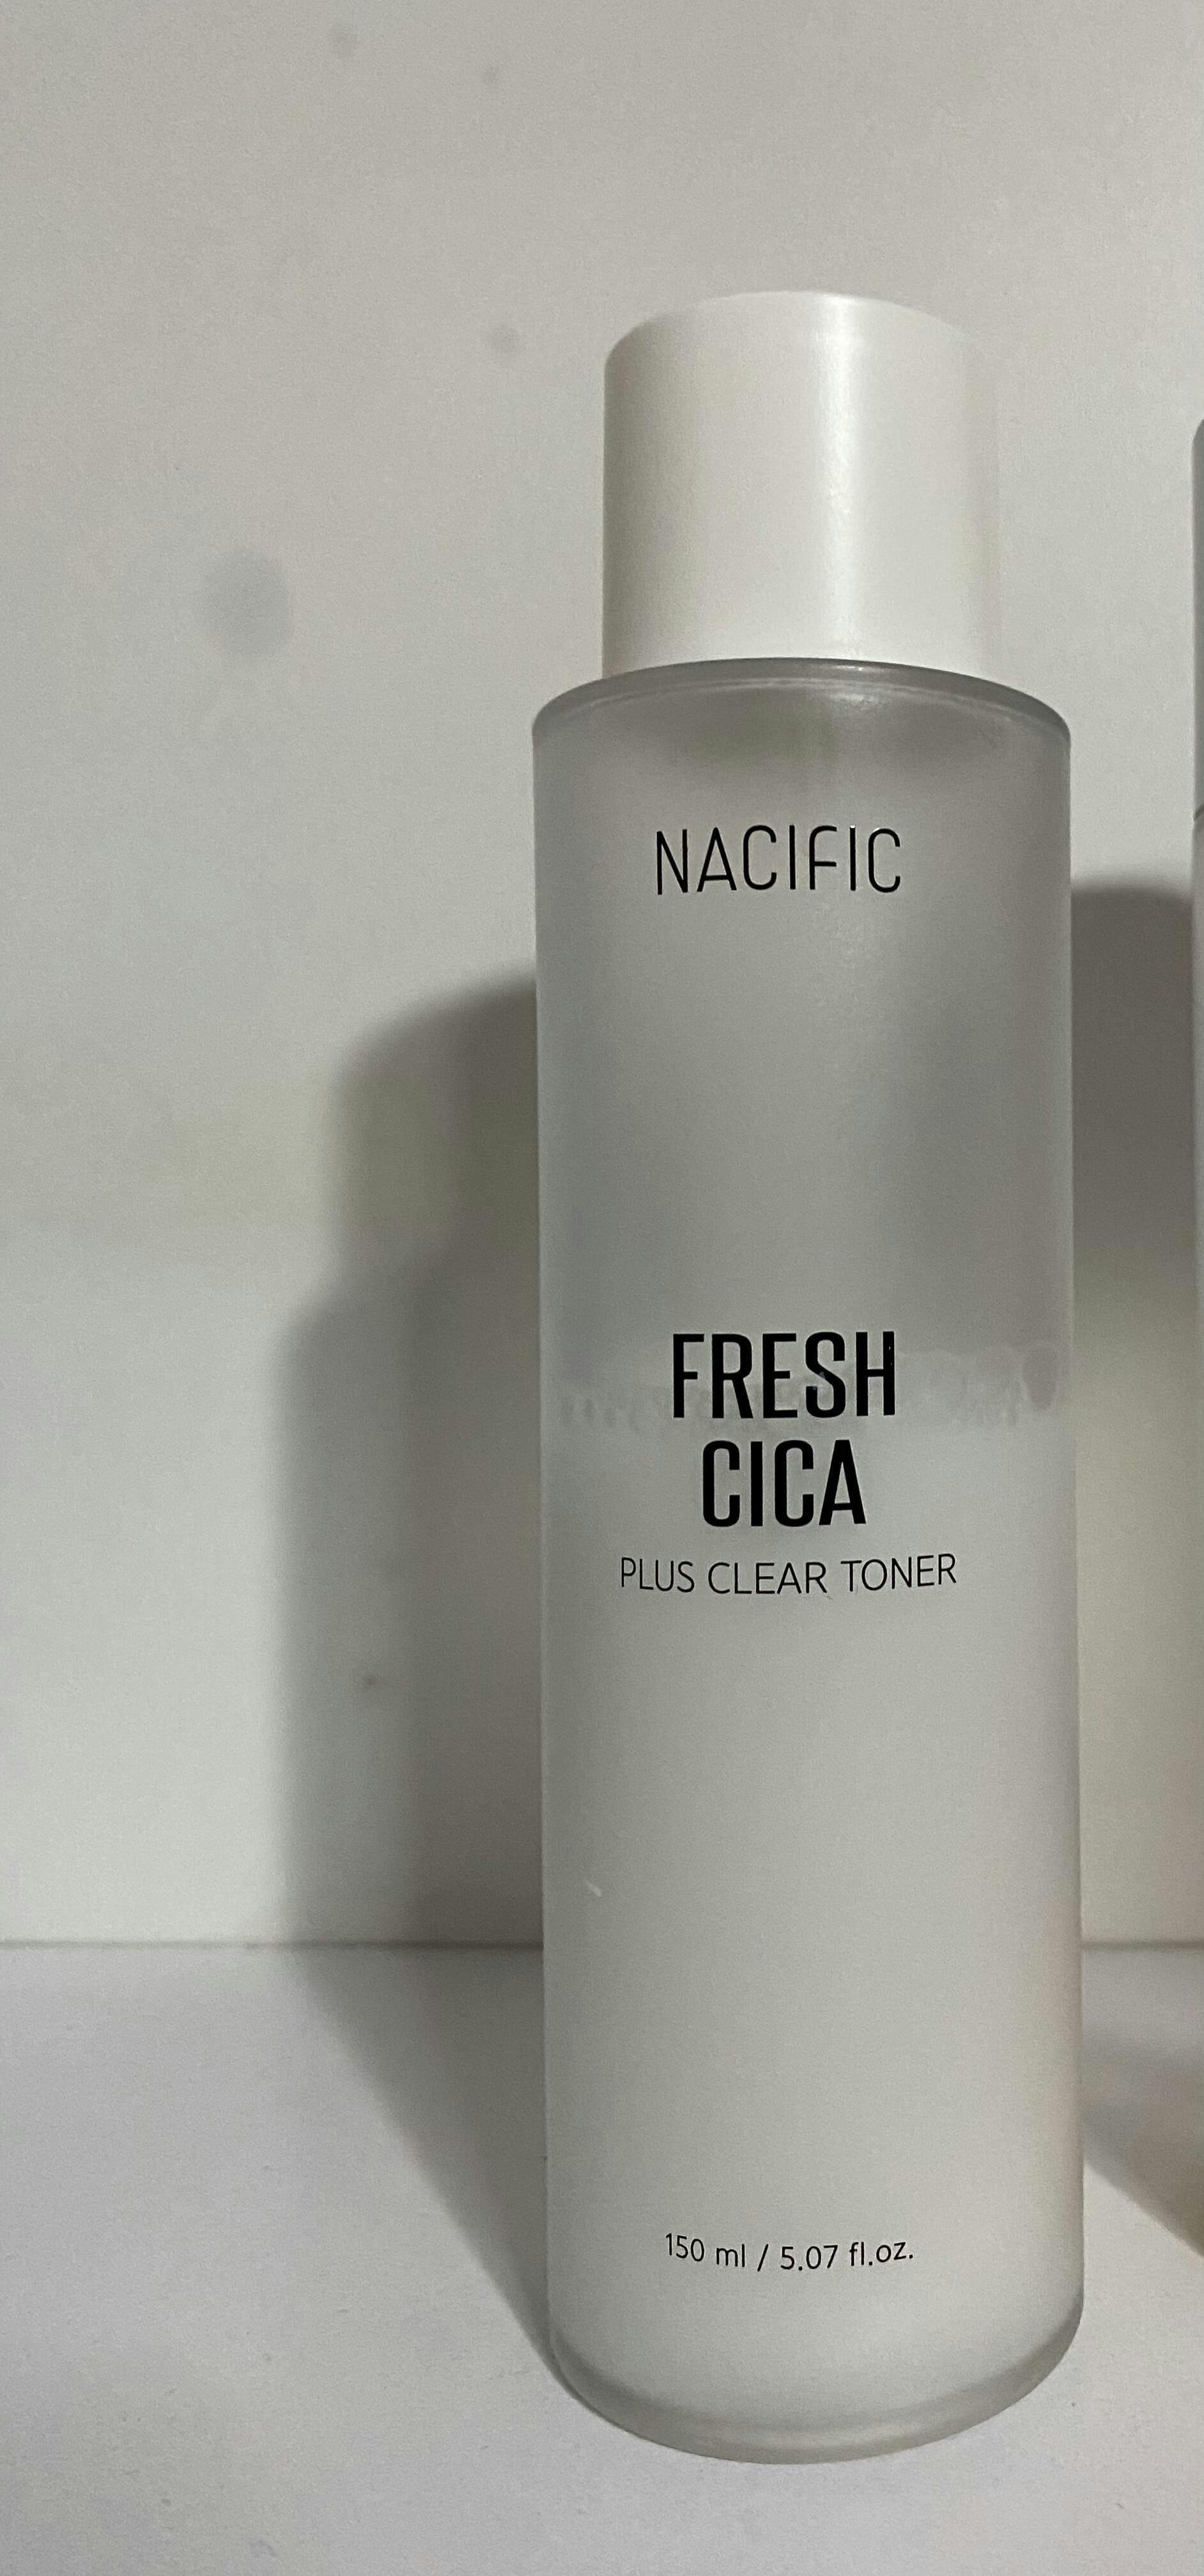 NACIFIC
FRESH
CICA
PLUS CLEAR TONER
150 ml / 5.07 fl.oz.